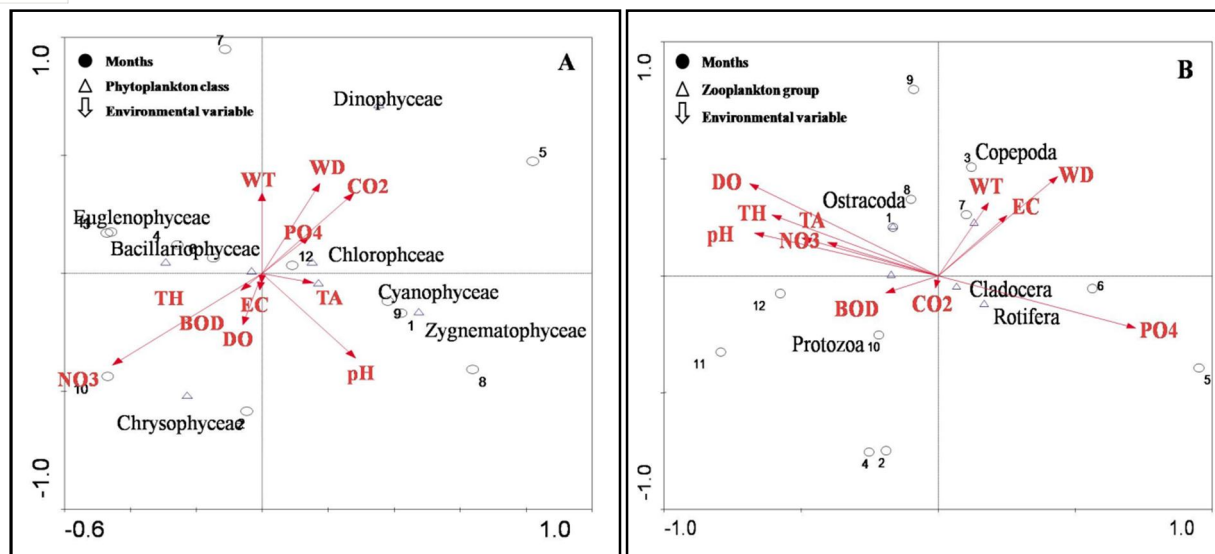 1.0
-1.0
-0.6
1.0
A
Months
Phytoplankton class
Environmental variable
7
Dinophyceae
5
WD
WT
CO2
Euglenophyceae
4
PO4
6
Bacillariophyceae
12
Chlorophceae
TH
EC
TA
Cyanophyceae
BOD
9
1
Zygnematophyceae
DO
pH
8
NO3
10
Chrysophyceae
2
1.0
-1.0
-1.0
1.0
B
Months
Zooplankton group
Environmental variable
9
3
Copepoda
DO
WT
WD
8
Ostracoda
EC
TH
TA
1
7
pH
NO3
Cladocera
6
BOD
CO2
12
Rotifera
PO4
Protozoa
10
11
5
4
2